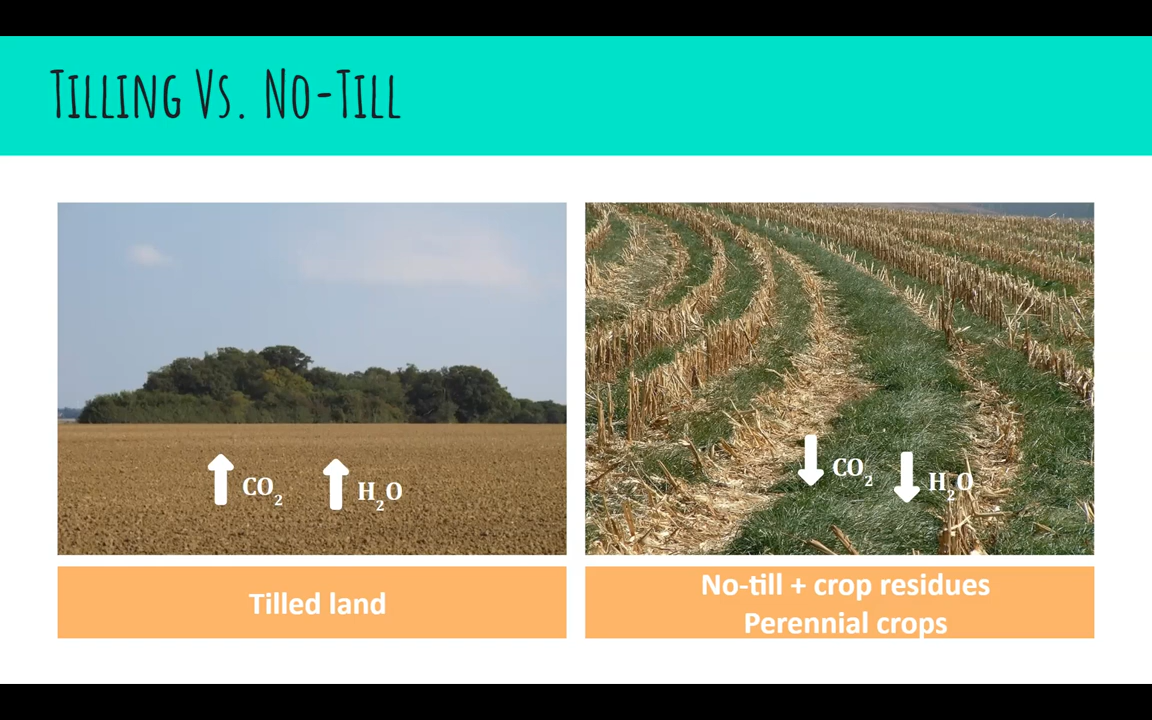 Tilling Vs. No-Till
CO₂
H₂O
CO₂
H₂O
Tilled land
No-till + crop residues
Perennial crops